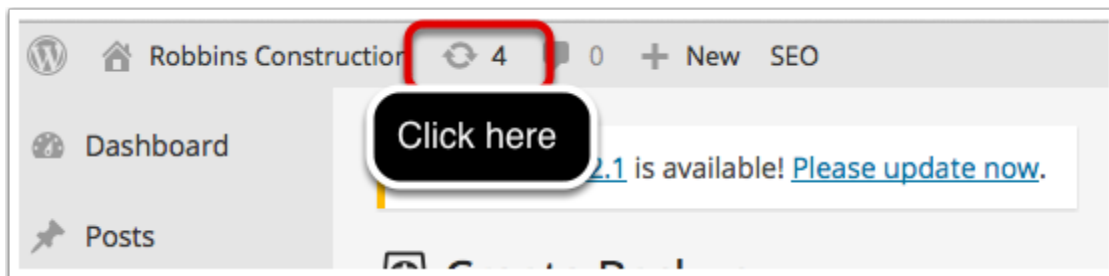 Robbins Construction 4 0 + New SEO
Dashboard
Click here
2.1 is available! Please update now.
Posts